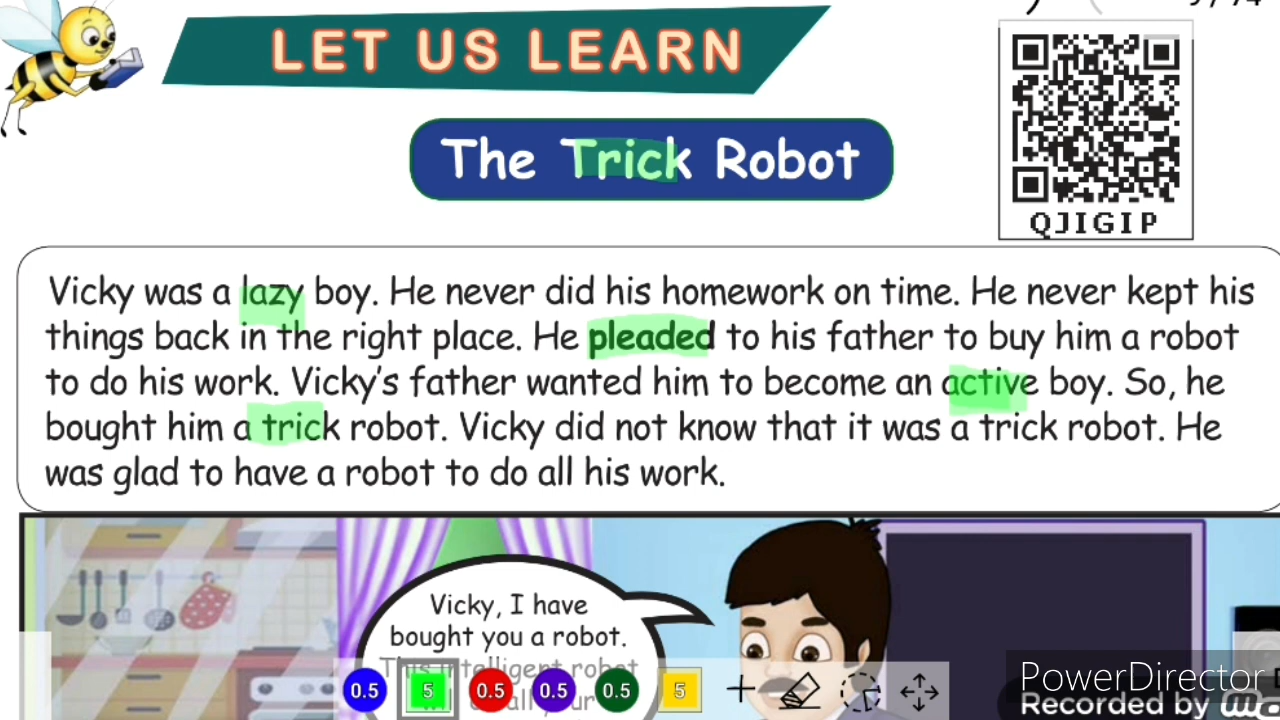 LET US LEARN
The Trick Robot
QJIGIP
Vicky was a lazy boy. He never did his homework on time. He never kept his
things back in the right place. He pleaded to his father to buy him a robot
to do his work. Vicky's father wanted him to become an active boy. So, he
bought him a trick robot. Vicky did not know that it was a trick robot. He
was glad to have a robot to do all his work.
Vicky, I have
bought you a robot.
This intelligent robot
0.5 5 0.5 0.5 0.5 5
PowerDirector
Recorded by